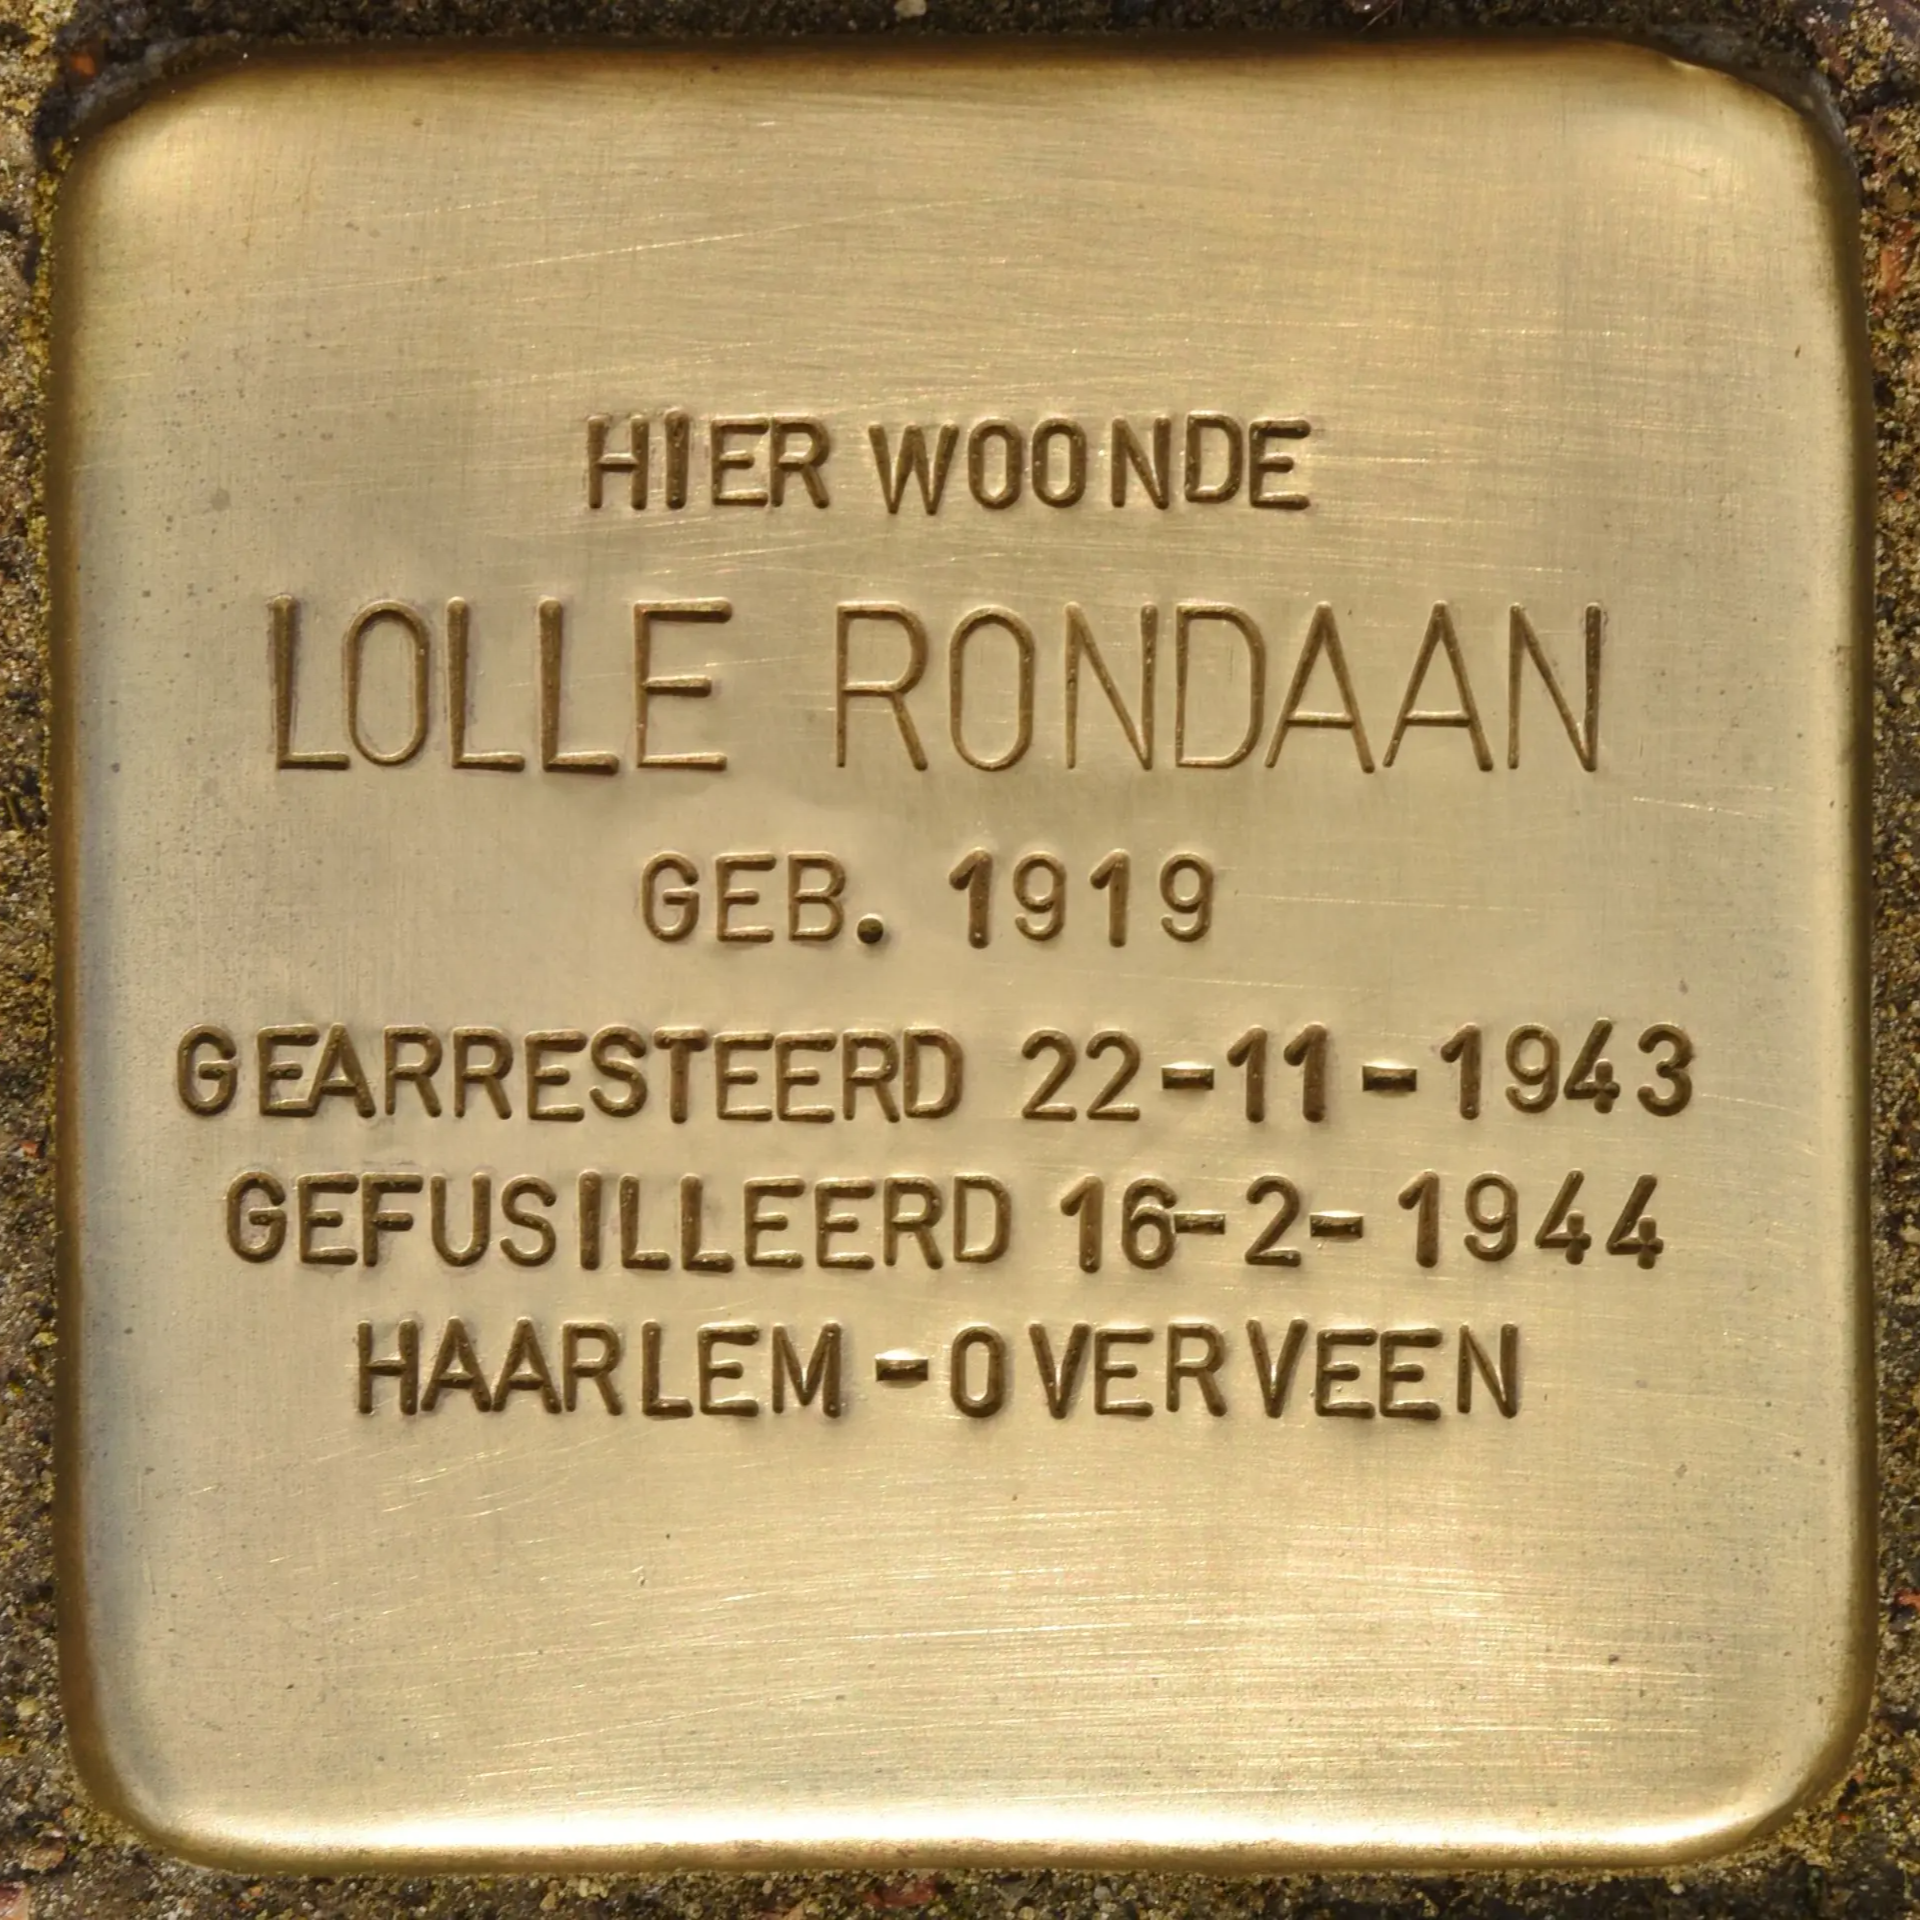 HIER WOONDE
LOLLE RONDAAN
GEB. 1919
GEARRESTEERD 22-11-1943
GEFUSILLEERD 16-2-1944
HAARLEM-OVERVEEN